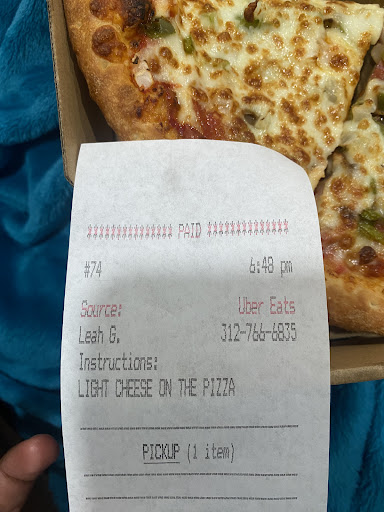 ************** PAID *************
#74 6:48 pm
Source: Uber Eats
Leah G. 312-766-6835
Instructions:
LIGHT CHEESE ON THE PIZZA
PICKUP (1 item)